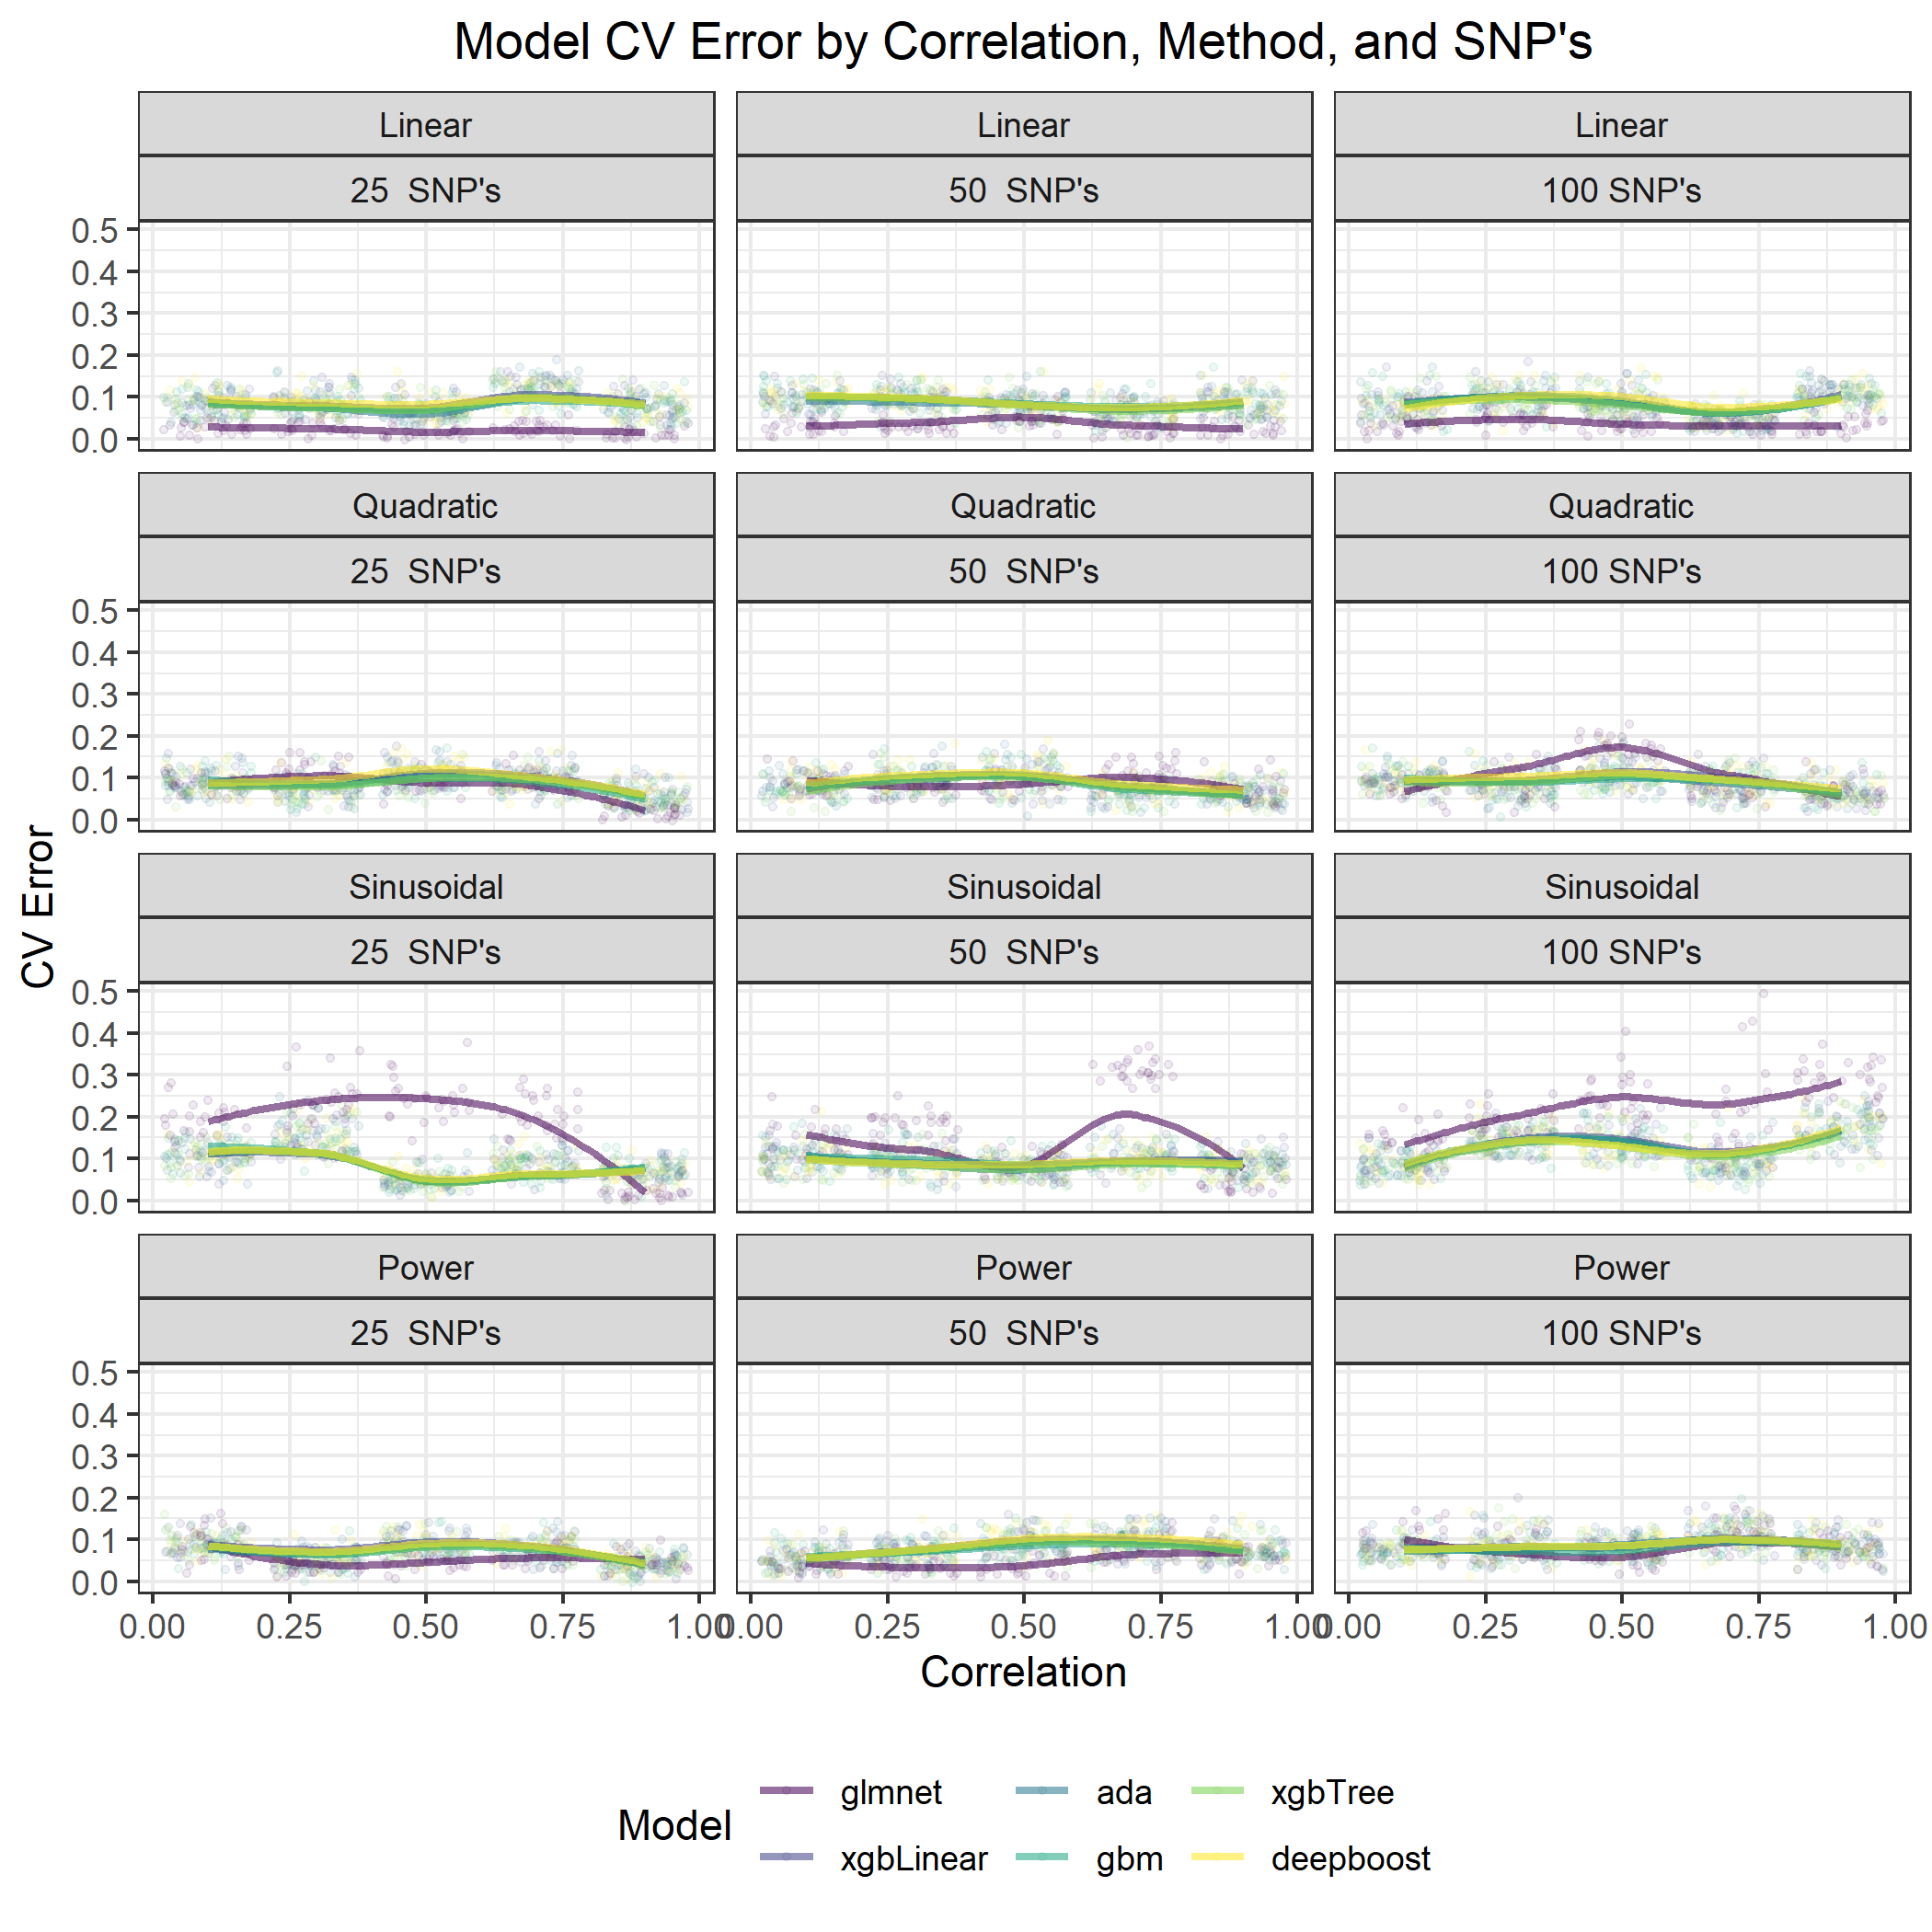 Model CV Error by Correlation, Method, and SNP's
Linear Linear Linear
25 SNP's 50 SNP's 100 SNP's
0.5
0.4
0.3
0.2
0.1
0.0
Quadratic Quadratic Quadratic
25 SNP's 50 SNP's 100 SNP's
0.5
0.4
0.3
0.2
0.1
0.0
CV Error
Sinusoidal Sinusoidal Sinusoidal
25 SNP's 50 SNP's 100 SNP's
0.5
0.4
0.3
0.2
0.1
0.0
Power Power Power
25 SNP's 50 SNP's 100 SNP's
0.5
0.4
0.3
0.2
0.1
0.0
0.00 0.25 0.50 0.75 1.00 0.00 0.25 0.50 0.75 1.00 0.00 0.25 0.50 0.75 1.00
Correlation
Model
glmnet ada xgbTree
xgbLinear gbm deepboost